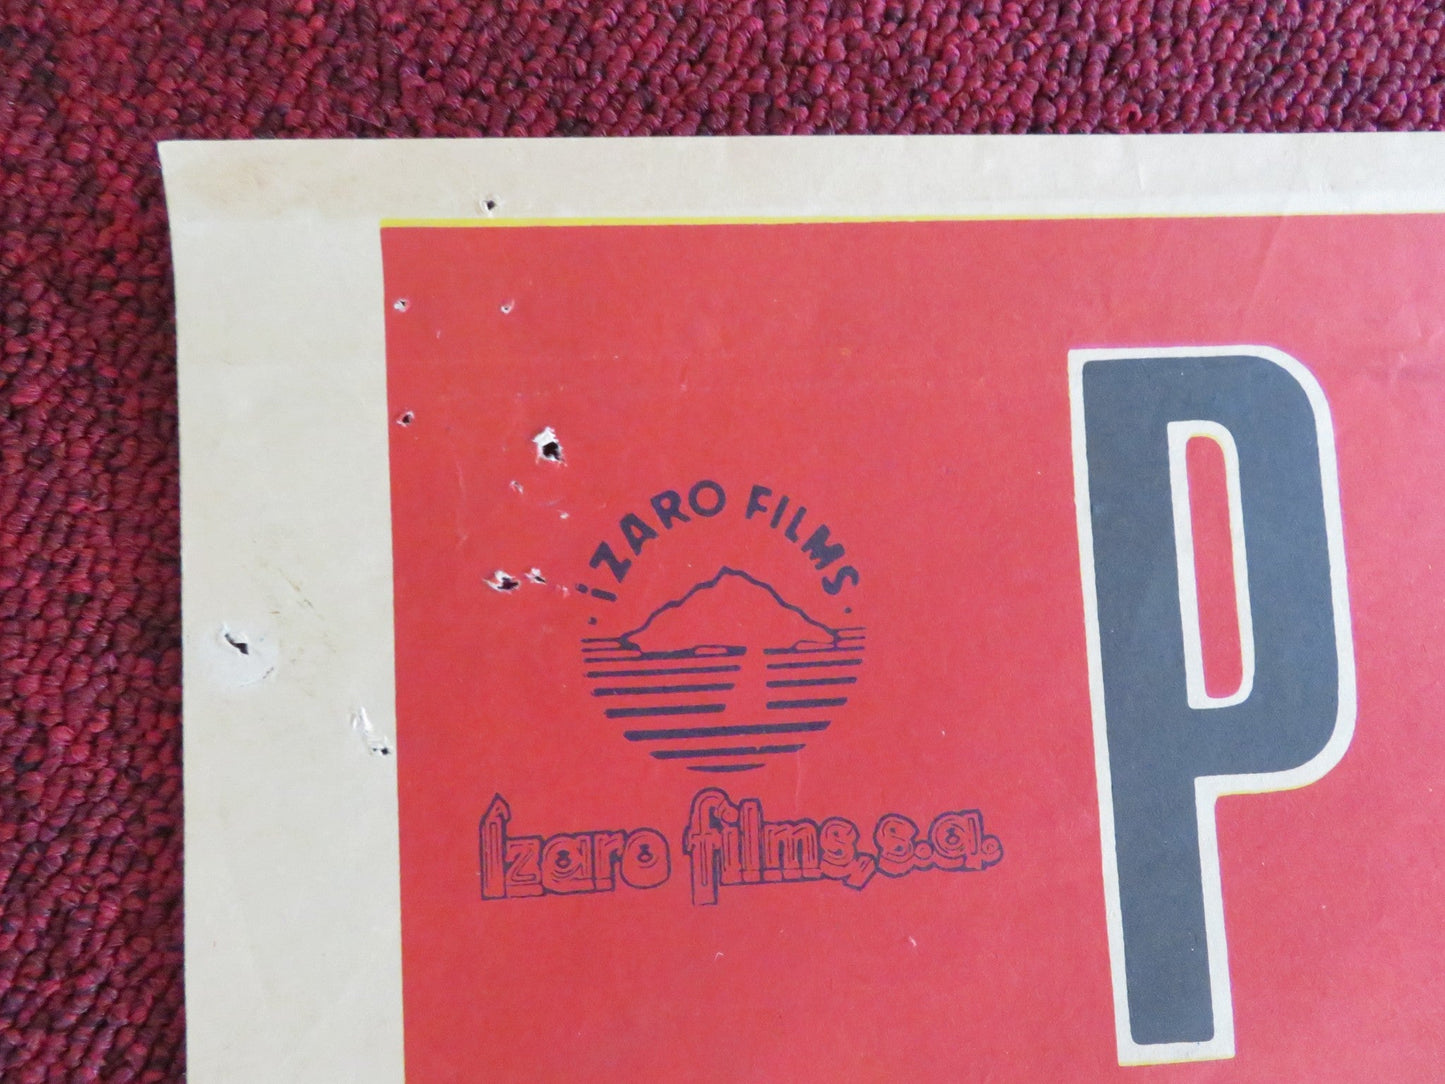 P
· IZARO FILMS ·
Izaro films, s.a.